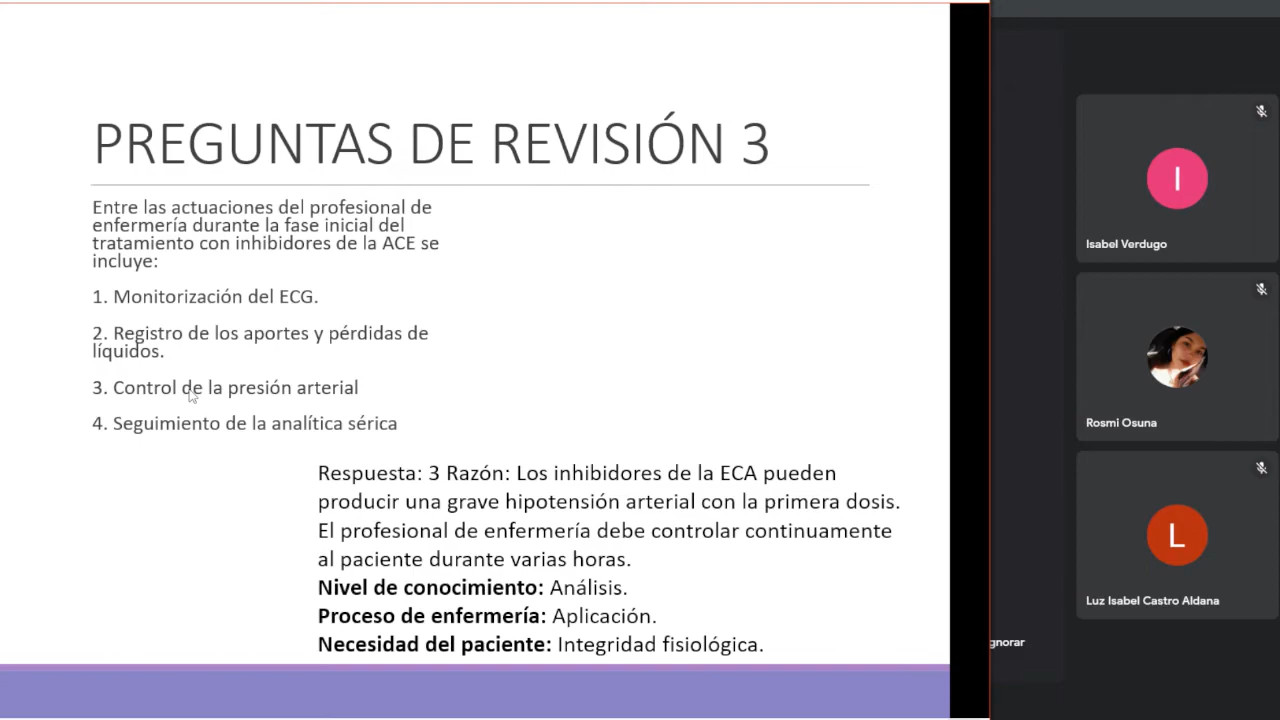 PREGUNTAS DE REVISIÓN 3
Entre las actuaciones del profesional de
enfermería durante la fase inicial del
tratamiento con inhibidores de la ACE se
incluye:
1. Monitorización del ECG.
2. Registro de los aportes y pérdidas de
líquidos.
3. Control de la presión arterial
4. Seguimiento de la analítica sérica
Respuesta: 3 Razón: Los inhibidores de la ECA pueden
producir una grave hipotensión arterial con la primera dosis.
El profesional de enfermería debe controlar continuamente
al paciente durante varias horas.
Nivel de conocimiento: Análisis.
Proceso de enfermería: Aplicación.
Necesidad del paciente: Integridad fisiológica.
I
Isabel Verdugo
Rosmi Osuna
L
Luz Isabel Castro Aldana
gnorar